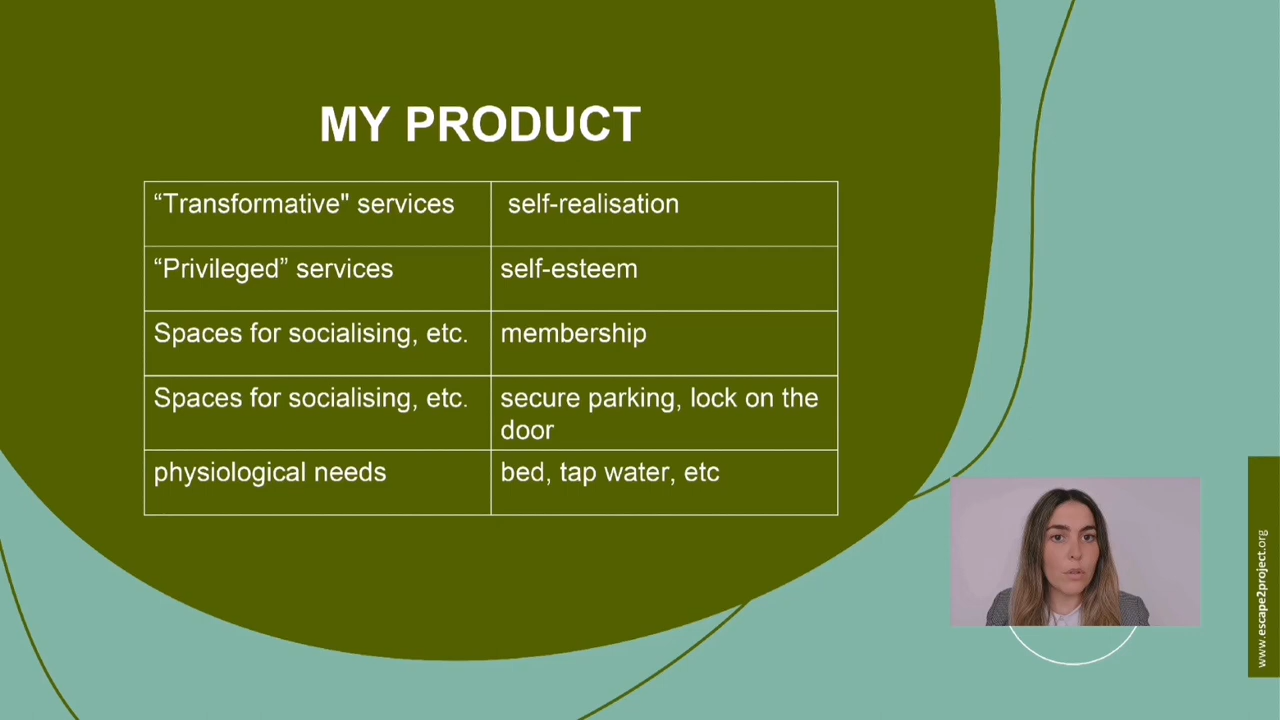 MY PRODUCT
“Transformative" services
self-realisation
“Privileged” services
self-esteem
Spaces for socialising, etc.
membership
Spaces for socialising, etc.
secure parking, lock on the
door
physiological needs
bed, tap water, etc
www.escape2project.org